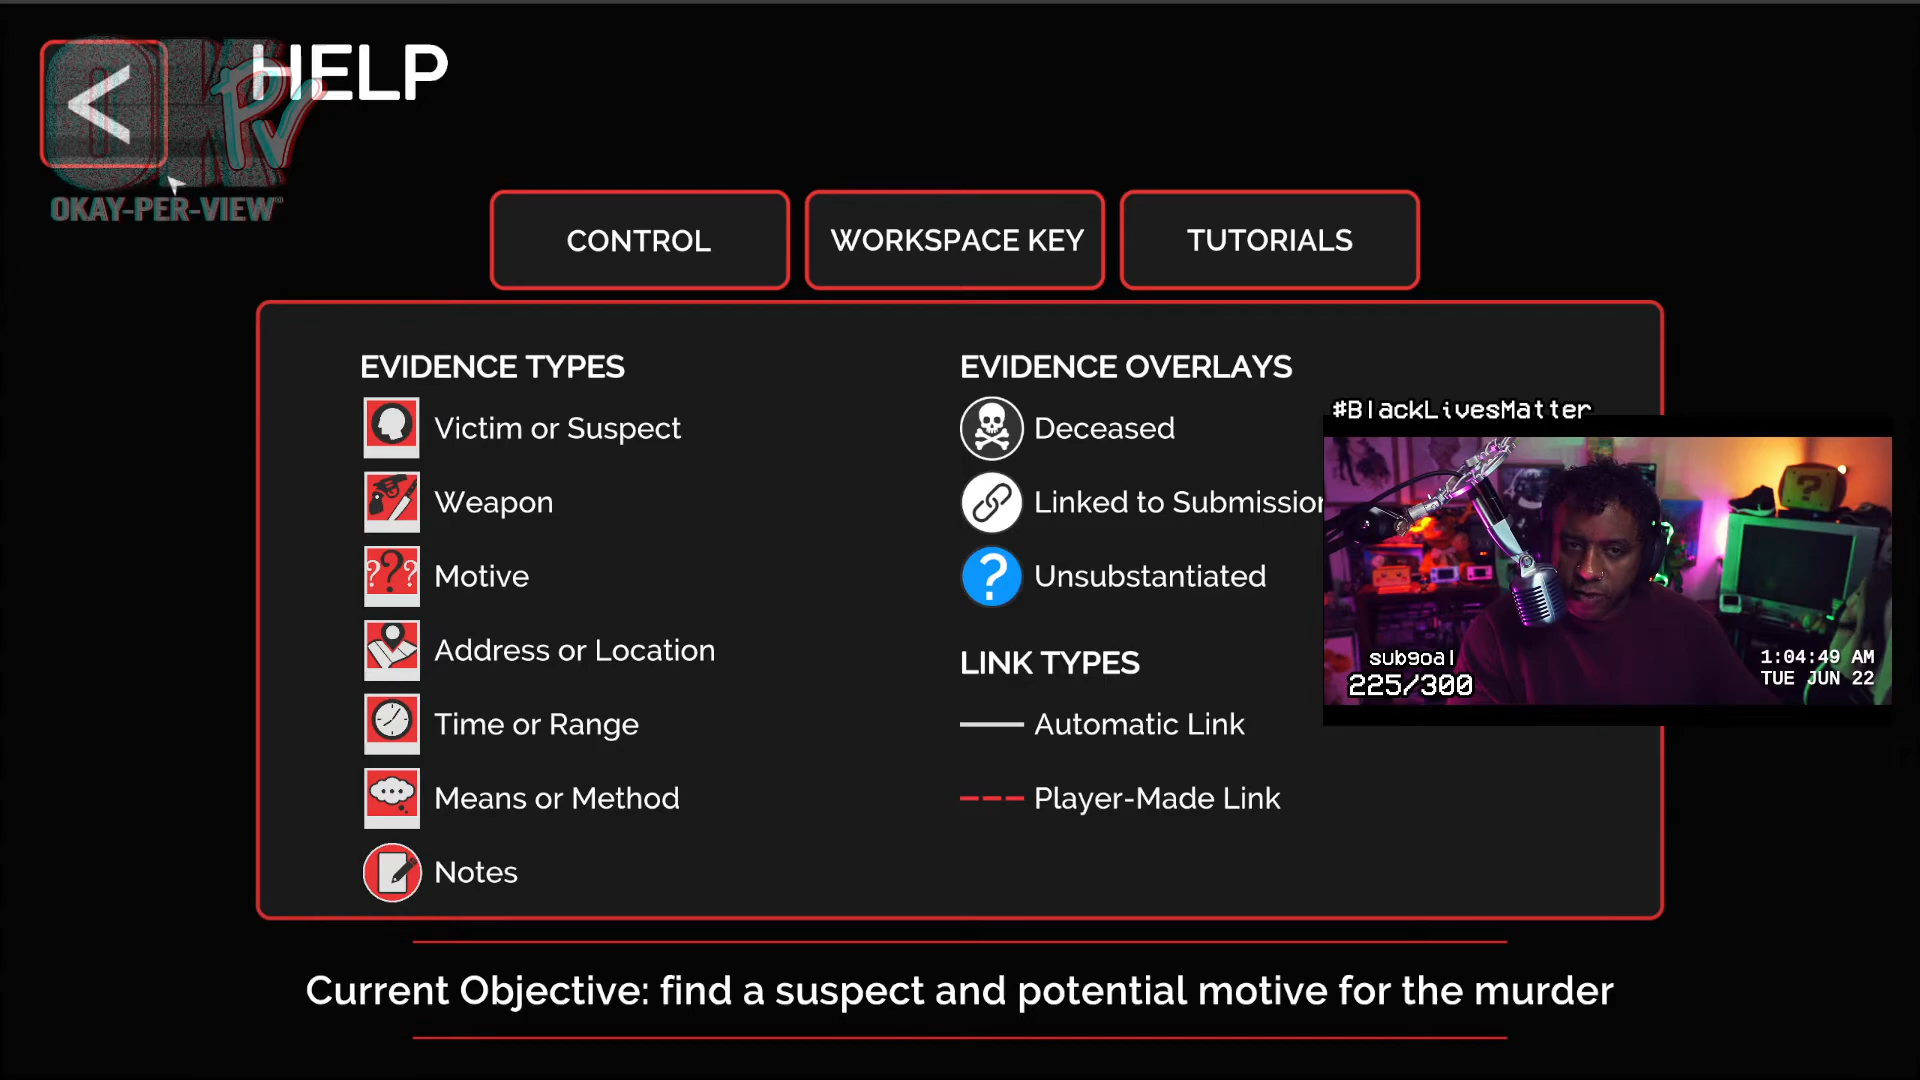 HELP
OK PV
OKAY-PER-VIEW
CONTROL
WORKSPACE KEY
TUTORIALS
EVIDENCE TYPES
Victim or Suspect
Weapon
Motive
Address or Location
Time or Range
Means or Method
Notes
EVIDENCE OVERLAYS
Deceased
Linked to Submission
Unsubstantiated
LINK TYPES
Automatic Link
Player-Made Link
#BlackLivesMatter
subgoal
225/300
1:04:49 AM
TUE JUN 22
Current Objective: find a suspect and potential motive for the murder